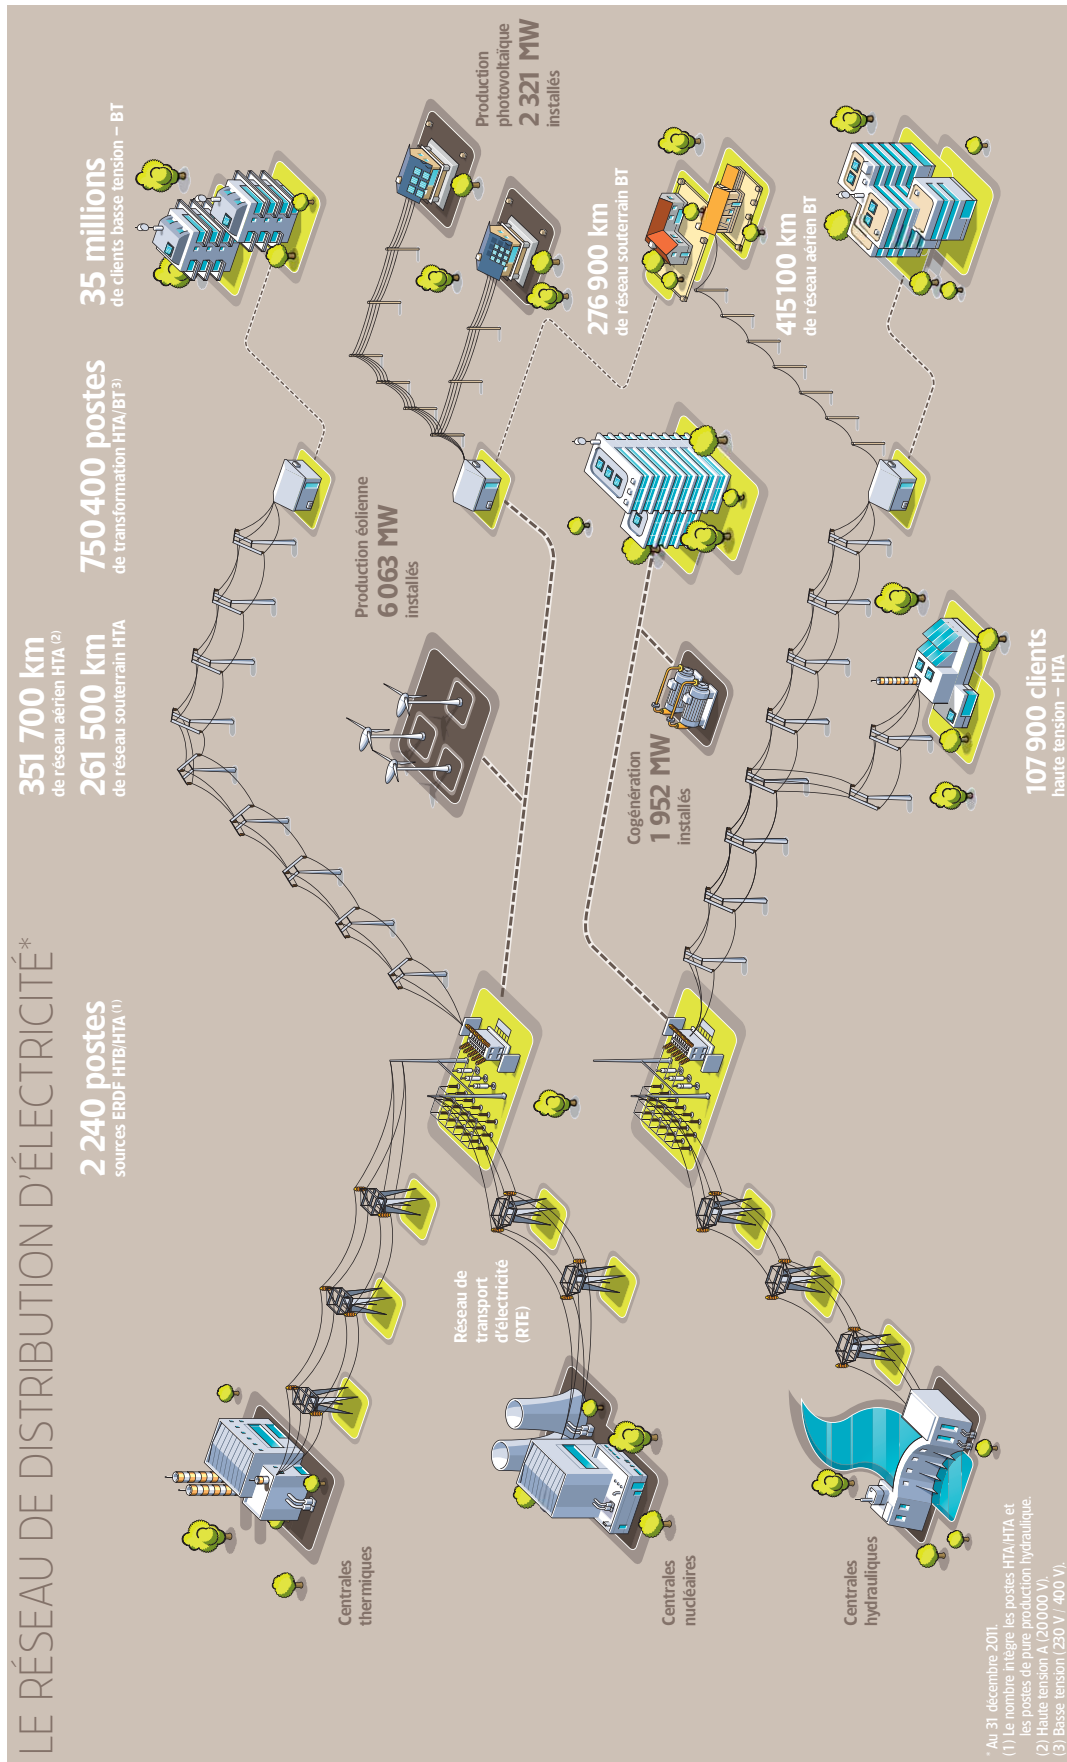 LE RÉSEAU DE DISTRIBUTION D'ÉLECTRICITÉ*
351 700 km
de réseau aérien HTA (2)
261 500 km
de réseau souterrain HTA
2 240 postes
sources ERDF HTB/HTA (1)
750 400 postes
de transformation HTA/BT 3)
35 millions
de clients basse tension – BT
Centrales
thermiques
Réseau de
transport
d'électricité
(RTE)
Production éolienne
6 063 MW
installés
Production
photovoltaïque
2 321 MW
installés
Centrales
nucléaires
Cogénération
1 952 MW
installés
276 900 km
de réseau souterrain BT
415 100 km
de réseau aérien BT
Centrales
hydrauliques
107 900 clients
haute tension – HTA
* Au 31 décembre 2011.
(1) Le nombre intègre les postes HTA/HTA et
les postes de pure production hydraulique.
(2) Haute tension A (20 000 V).
(3) Basse tension (230 V / 400 V).